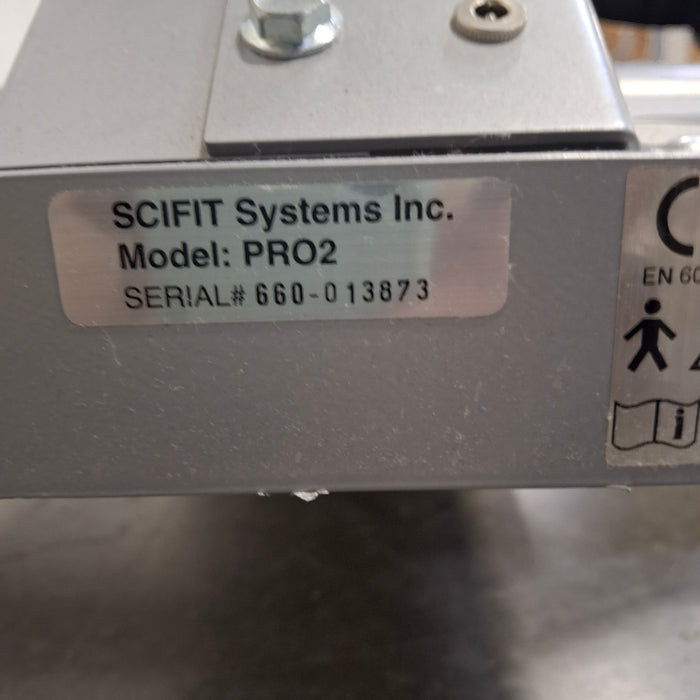 SCIFIT Systems Inc.
Model: PRO2
SERIAL# 660-013873
EN 60
i